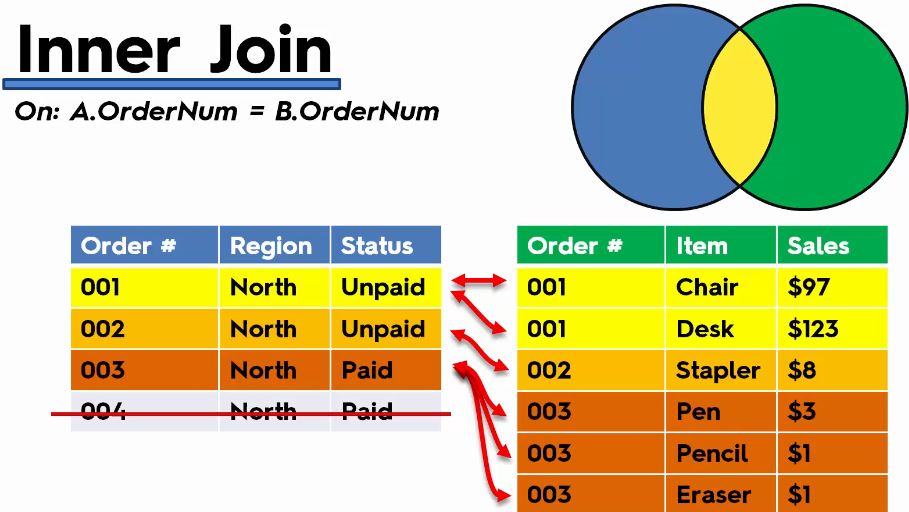 Inner Join
On: A.OrderNum = B.OrderNum
Order # Region Status
001 North Unpaid
002 North Unpaid
003 North Paid
004 North Paid
Order # Item Sales
001 Chair $97
001 Desk $123
002 Stapler $8
003 Pen $3
003 Pencil $1
003 Eraser $1